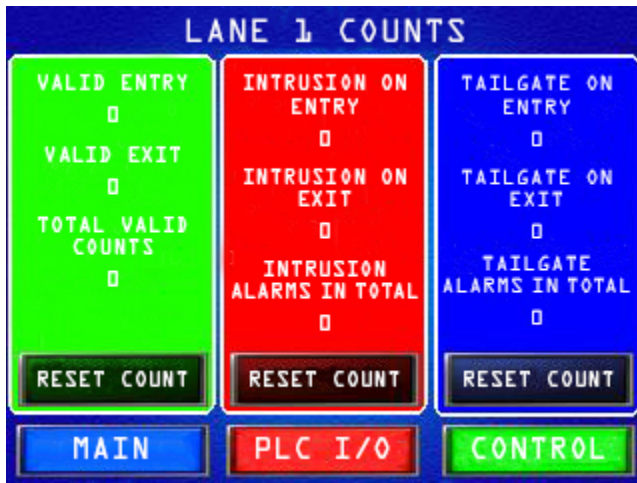 LANE 1 COUNTS
VALID ENTRY
0
VALID EXIT
0
TOTAL VALID
COUNTS
0
RESET COUNT
INTRUSION ON
ENTRY
0
INTRUSION ON
EXIT
0
INTRUSION
ALARMS IN TOTAL
0
RESET COUNT
TAILGATE ON
ENTRY
0
TAILGATE ON
EXIT
0
TAILGATE
ALARMS IN TOTAL
0
RESET COUNT
MAIN
PLC I/O
CONTROL